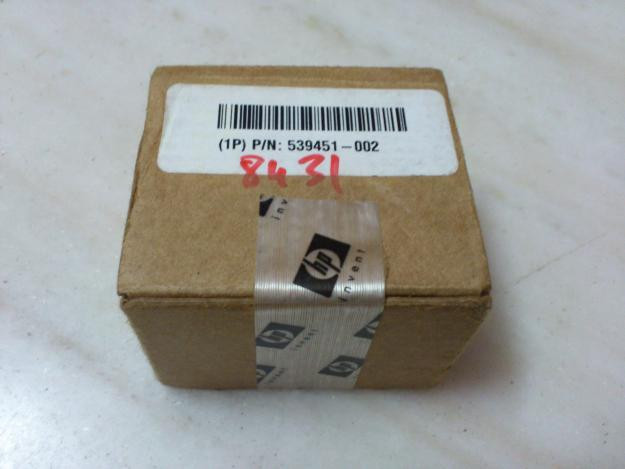 (1P) P/N: 539451-002
8431
invent
hp
invent
hp
invent
hp